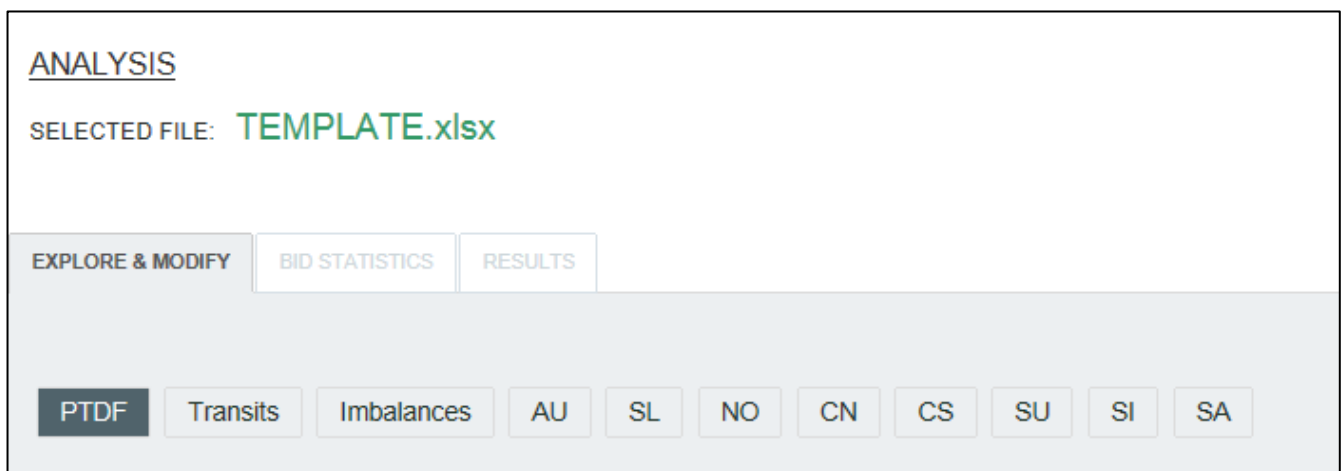 ANALYSIS
SELECTED FILE: TEMPLATE.xlsx
EXPLORE & MODIFY BID STATISTICS RESULTS
PTDF Transits Imbalances AU SL NO CN CS SU SI SA